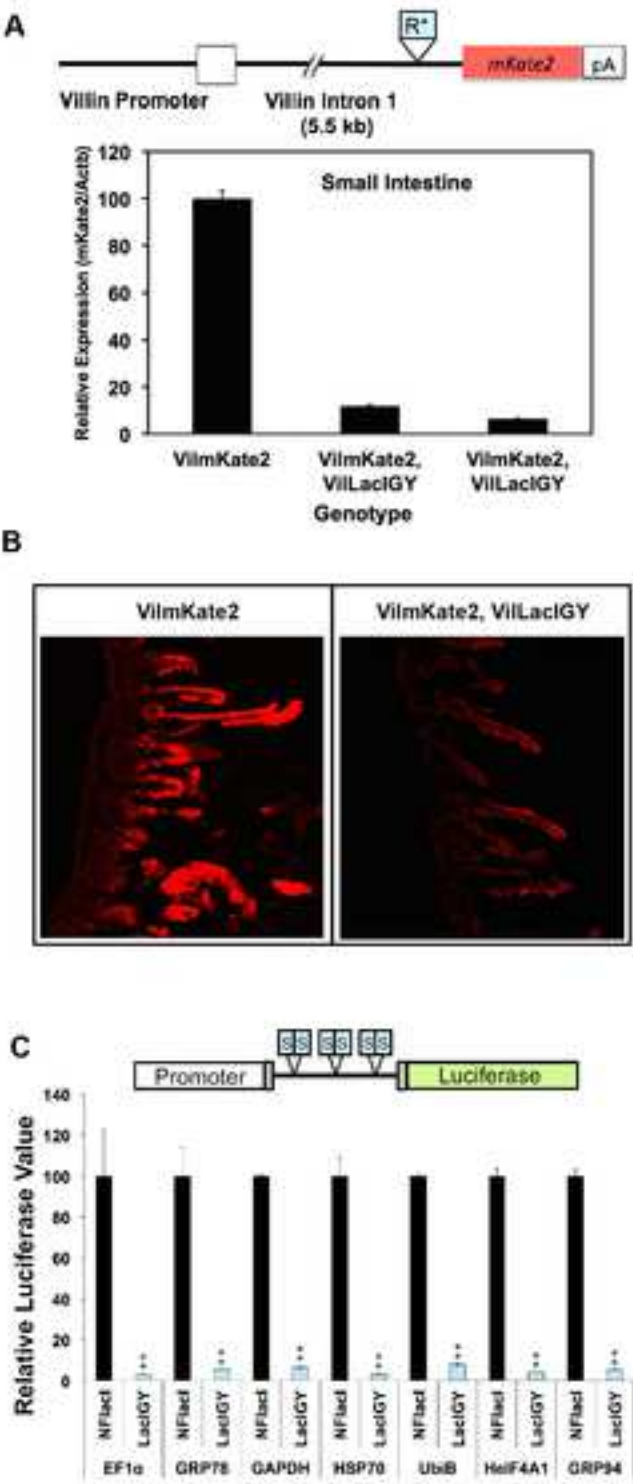 A
R*
mKate2
pA
Villin Promoter
Villin Intron 1
(5.5 kb)
Relative Expression (mKate2/Actb)
120
100
80
60
40
20
0
Small Intestine
VilmKate2
VilmKate2,
VilLacIGY
VilmKate2,
VilLacIGY
Genotype
B
VilmKate2
VilmKate2, VilLacIGY
C
S S
S S
S S
Promoter
Luciferase
Relative Luciferase Value
140
120
100
80
60
40
20
0
**
**
**
**
**
**
**
NFlacI
LacIGY
NFlacI
LacIGY
NFlacI
LacIGY
NFlacI
LacIGY
NFlacI
LacIGY
NFlacI
LacIGY
NFlacI
LacIGY
EF1α
GRP78
GAPDH
HSP70
UbiB
HeIF4A1
GRP94